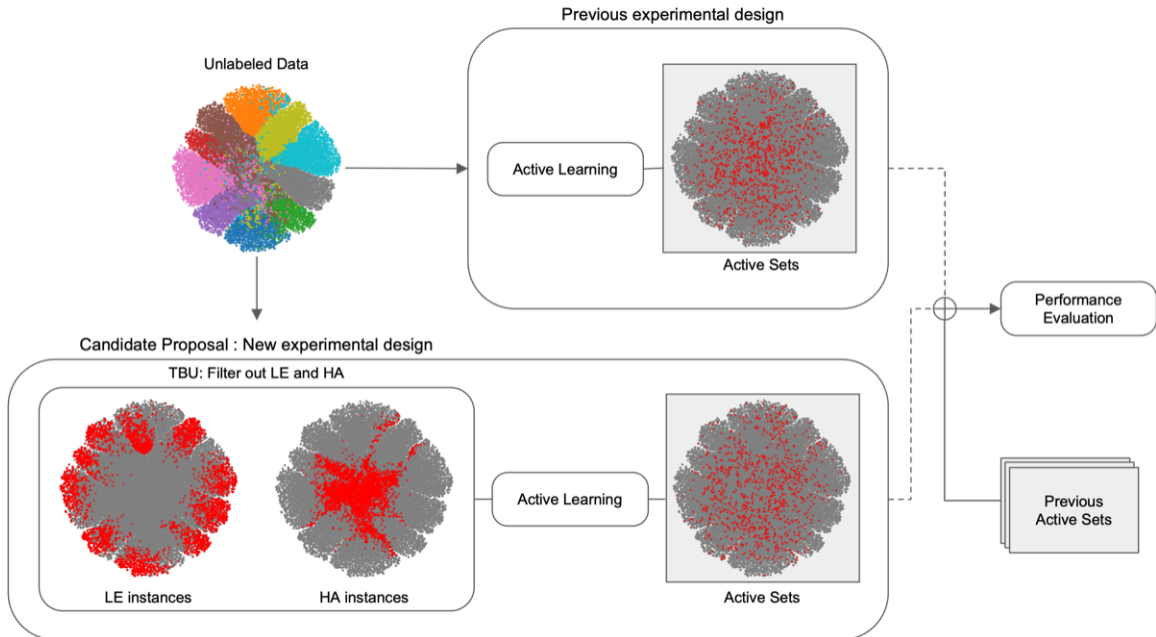 Previous experimental design
Unlabeled Data
Active Learning
Active Sets
Performance
Evaluation
Candidate Proposal : New experimental design
TBU: Filter out LE and HA
LE instances
HA instances
Active Learning
Active Sets
Previous
Active Sets